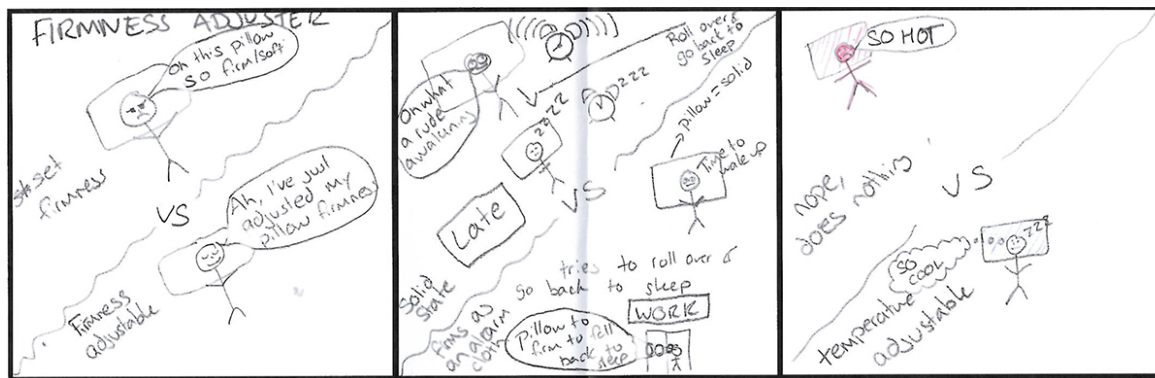 FIRMNESS ADJUSTER
Oh this pillow
so firm/soft
set
firmness
VS
Ah, I've just
adjusted my
pillow firmness
Firmness
adjustable
Oh what
a rude
awakening
Roll over &
go back to
sleep
zzzz
zzz
pillow = solid
Time to
wake up
VS
Late
Solid
State
firms as
an alarm
tries to roll over &
go back to sleep
WORK
Pillow to
firm to fall
back to
sleep
SO HOT
nope,
does nothing
VS
SO
COOL
zzz
temperature
adjustable